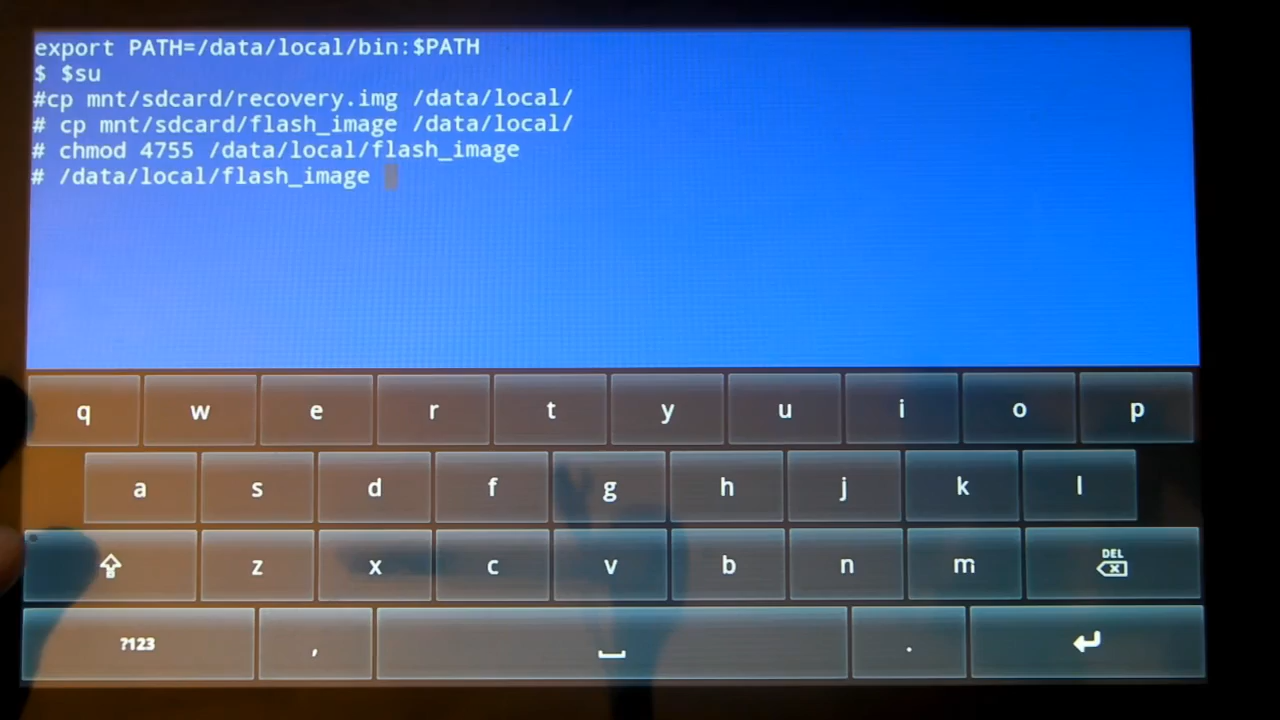 export PATH=/data/local/bin:$PATH
$ $su
#cp mnt/sdcard/recovery.img /data/local/
# cp mnt/sdcard/flash_image /data/local/
# chmod 4755 /data/local/flash_image
# /data/local/flash_image
q w e r t y u i o p
a s d f g h j k l
z x c v b n m DEL
?123 , .